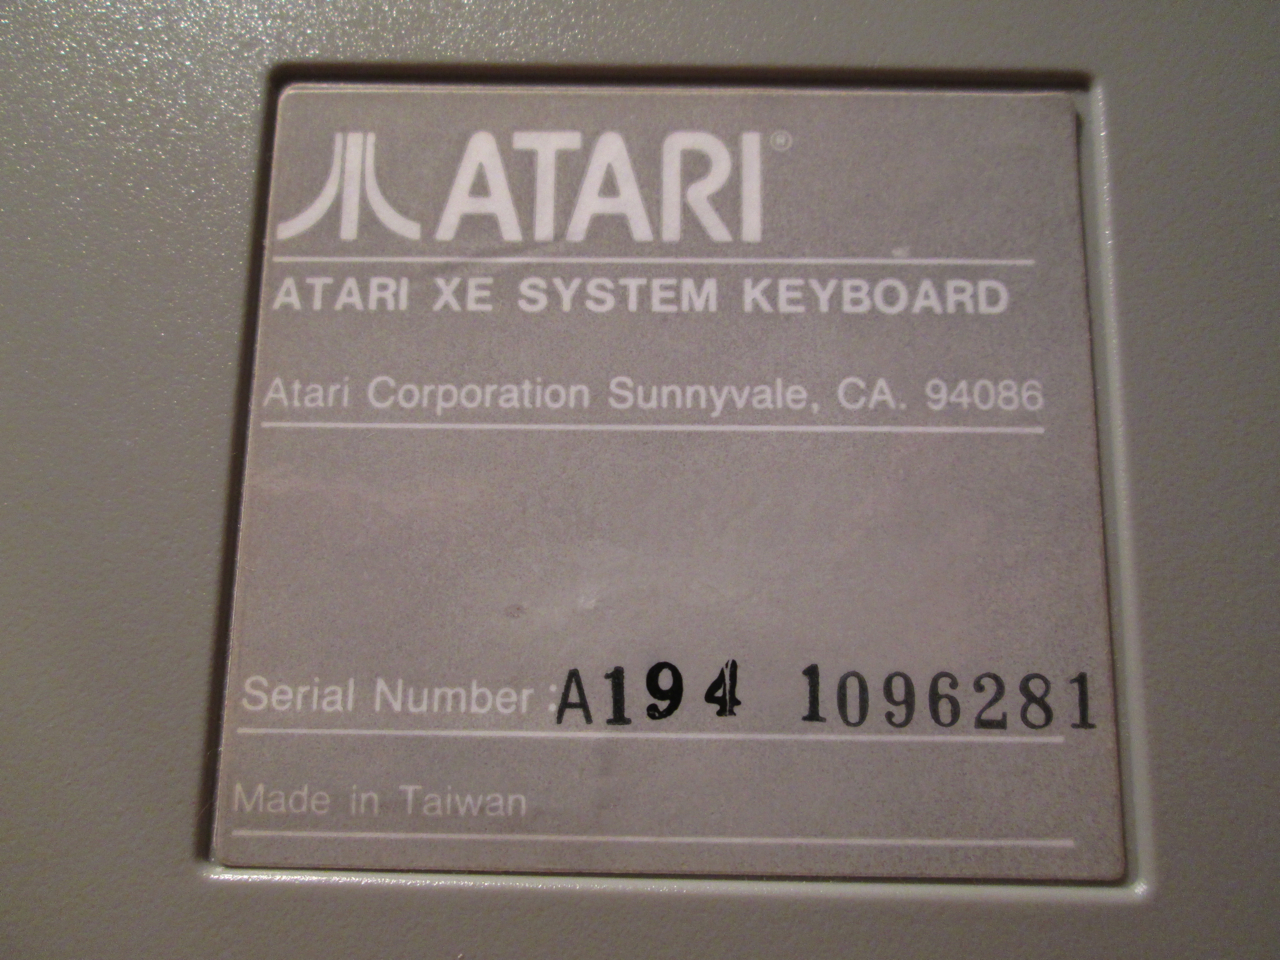 ATARI®
ATARI XE SYSTEM KEYBOARD
Atari Corporation Sunnyvale, CA. 94086
Serial Number : A194 1096281
Made in Taiwan